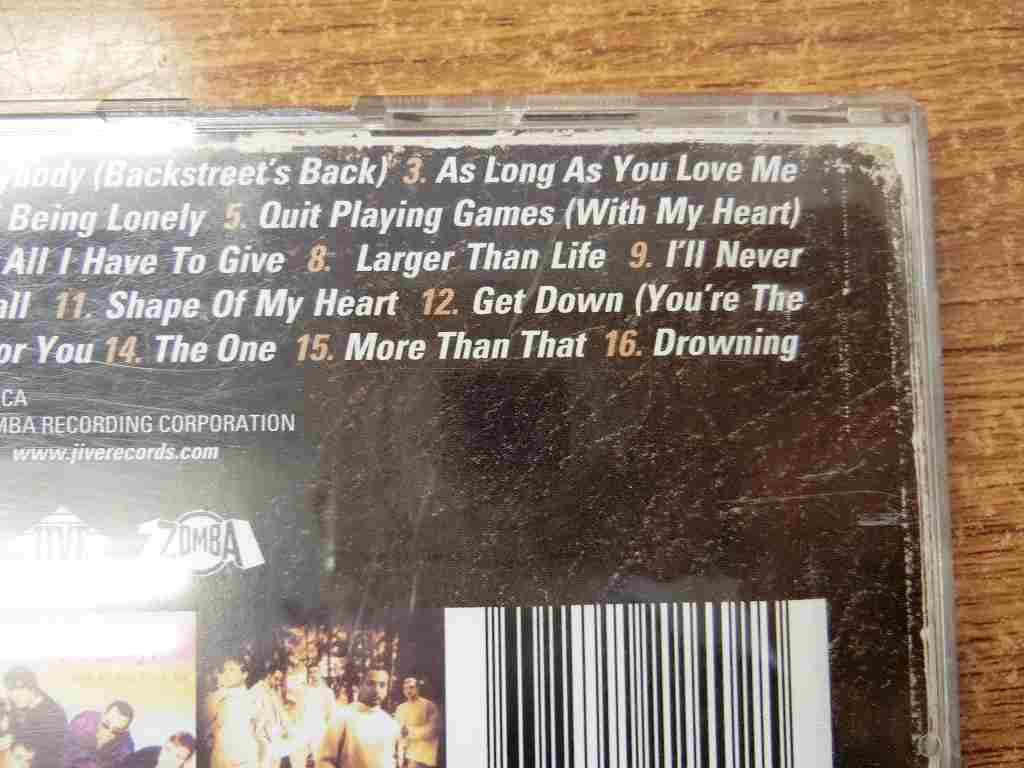 ybody (Backstreet's Back) 3. As Long As You Love Me
Being Lonely 5. Quit Playing Games (With My Heart)
All I Have To Give 8. Larger Than Life 9. I'll Never
all 11. Shape Of My Heart 12. Get Down (You're The
or You 14. The One 15. More Than That 16. Drowning
CA
MBA RECORDING CORPORATION
www.jiverecords.com
JIVE ZOMBA